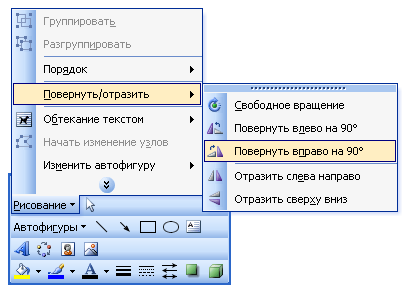 Группировать
Разгруппировать
Порядок
Повернуть/отразить
Обтекание текстом
Начать изменение узлов
Изменить автофигуру
Свободное вращение
Повернуть влево на 90°
Повернуть вправо на 90°
Отразить слева направо
Отразить сверху вниз
Рисование
Автофигуры